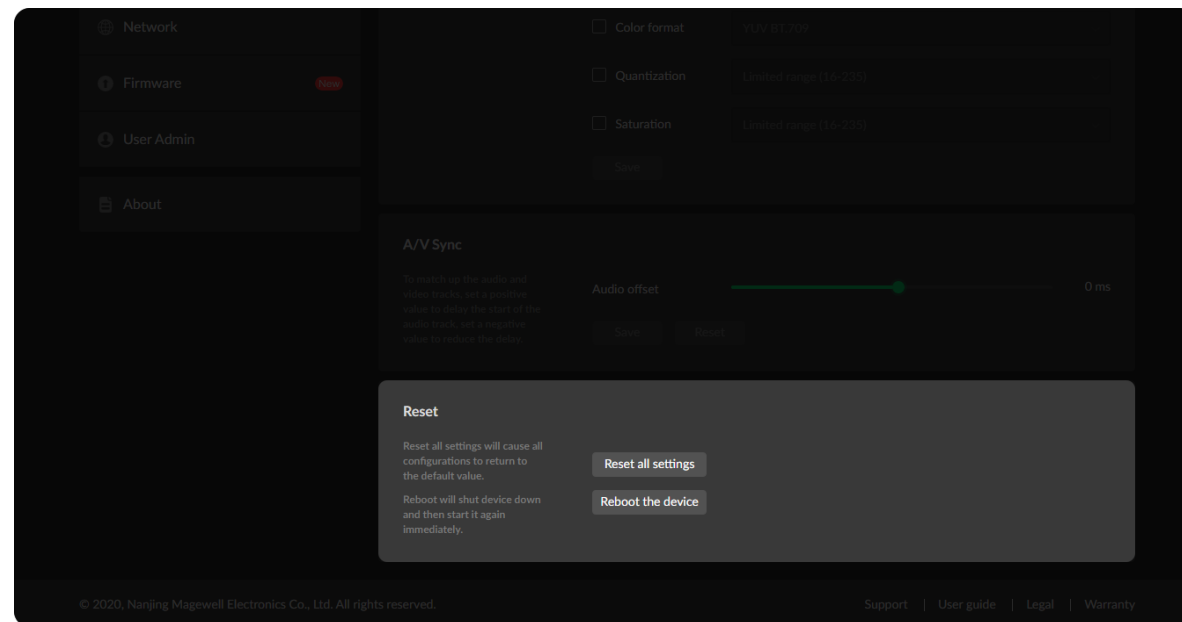 Network
Firmware
New
User Admin
About
Color format
YUV BT.709
Quantization
Limited range [16-235]
Saturation
Limited range [16-235]
Save
A/V Sync
To match up the audio and
video tracks, set a positive
value to delay the start of the
audio track, set a negative
value to reduce the delay.
Audio offset
0 ms
Save
Reset
Reset
Reset all settings will cause all
configurations to return to
the default value.
Reboot will shut device down
and then start it again
immediately.
Reset all settings
Reboot the device
© 2020, Nanjing Magewell Electronics Co., Ltd. All rights reserved.
Support | User guide | Legal | Warranty